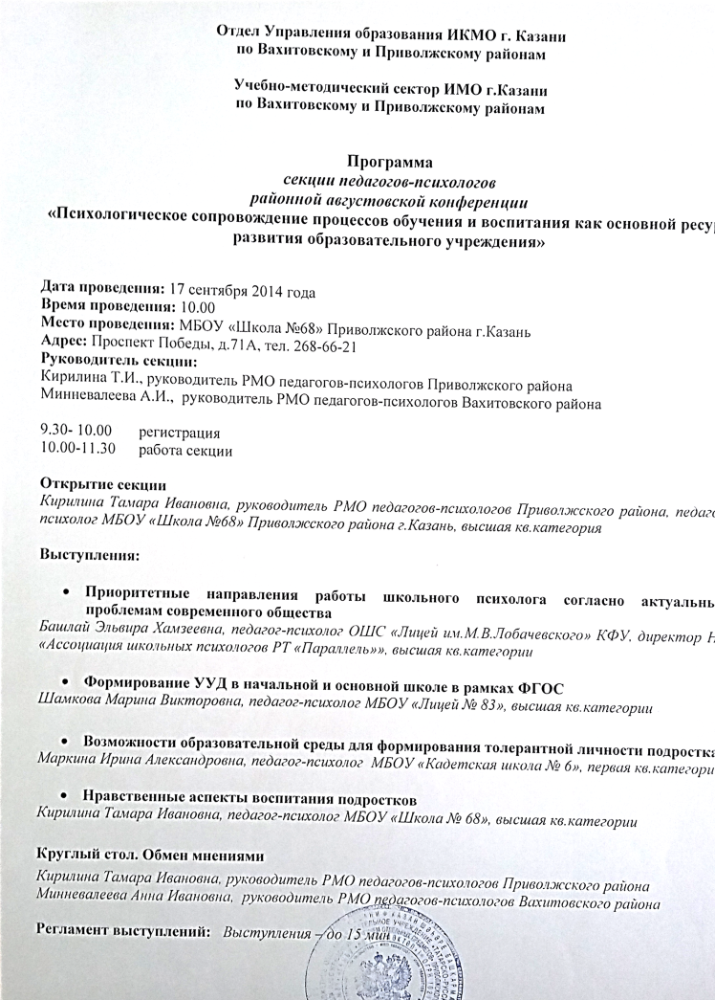 Отдел Управления образования ИКМО г. Казани
по Вахитовскому и Приволжскому районам
Учебно-методический сектор ИМО г.Казани
по Вахитовскому и Приволжскому районам
Программа
секции педагогов-психологов
районной августовской конференции
«Психологическое сопровождение процессов обучения и воспитания как основной ресур
развития образовательного учреждения»
Дата проведения: 17 сентября 2014 года
Время проведения: 10.00
Место проведения: МБОУ «Школа №68» Приволжского района г.Казань
Адрес: Проспект Победы, д.71А, тел. 268-66-21
Руководитель секции:
Кирилина Т.И., руководитель РМО педагогов-психологов Приволжского района
Минневалеева А.И., руководитель РМО педагогов-психологов Вахитовского района
9.30- 10.00 регистрация
10.00-11.30 работа секции
Открытие секции
Кирилина Тамара Ивановна, руководитель РМО педагогов-психологов Приволжского района, педаго
психолог МБОУ «Школа №68» Приволжского района г.Казань, высшая кв.категория
Выступления:
• Приоритетные направления работы школьного психолога согласно актуальны
проблемам современного общества
Башлай Эльвира Хамзеевна, педагог-психолог ОШС «Лицей им.М.В.Лобачевского» КФУ, директор Н
«Ассоциация школьных психологов РТ «Параллель»», высшая кв.категории
• Формирование УУД в начальной и основной школе в рамках ФГОС
Шамкова Марина Викторовна, педагог-психолог МБОУ «Лицей № 83», высшая кв.категории
• Возможности образовательной среды для формирования толерантной личности подростка
Маркина Ирина Александровна, педагог-психолог МБОУ «Кадетская школа № 6», первая кв.категори
• Нравственные аспекты воспитания подростков
Кирилина Тамара Ивановна, педагог-психолог МБОУ «Школа № 68», высшая кв.категории
Круглый стол. Обмен мнениями
Кирилина Тамара Ивановна, руководитель РМО педагогов-психологов Приволжского района
Минневалеева Анна Ивановна, руководитель РМО педагогов-психологов Вахитовского района
Регламент выступлений: Выступления – до 15 мин